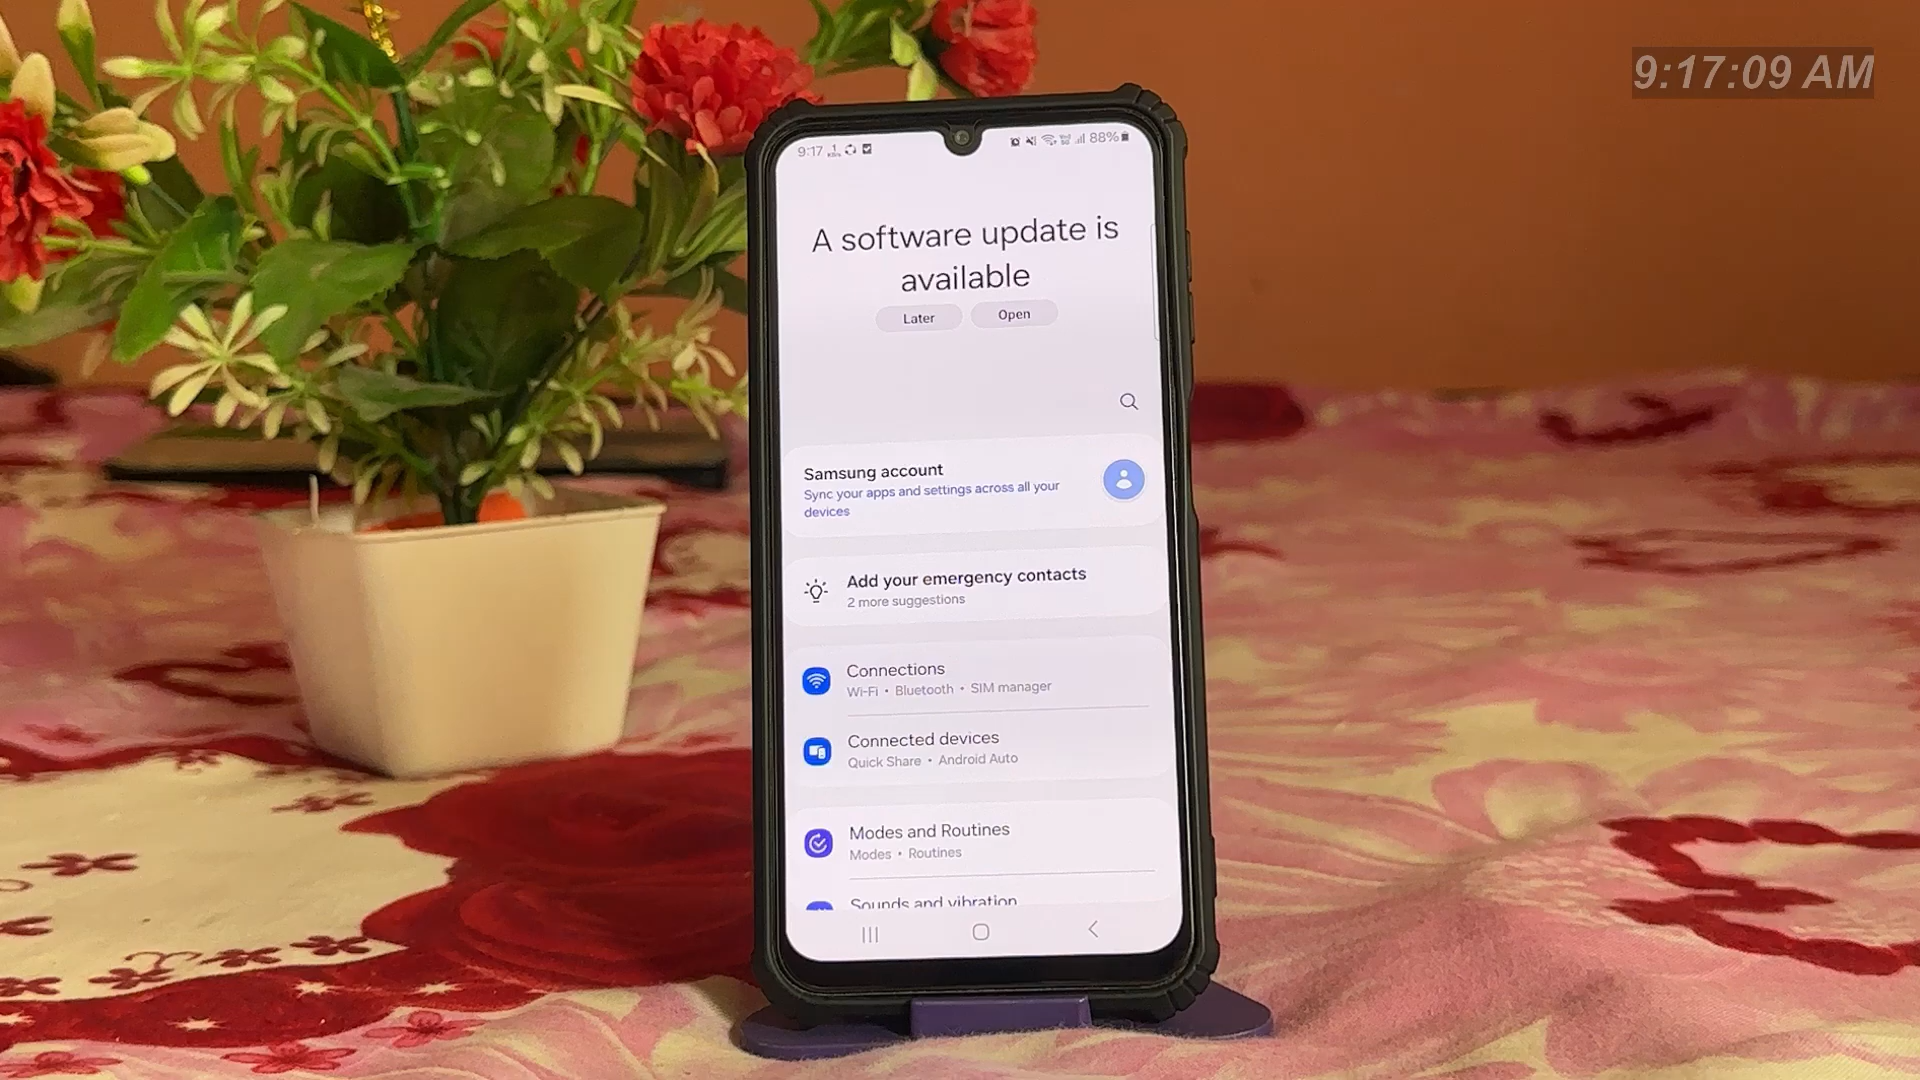 9:17:09 AM
9:17
88%
A software update is
available
Later
Open
Samsung account
Sync your apps and settings across all your
devices
Add your emergency contacts
2 more suggestions
Connections
Wi-Fi • Bluetooth • SIM manager
Connected devices
Quick Share • Android Auto
Modes and Routines
Modes • Routines
Sounds and vibration